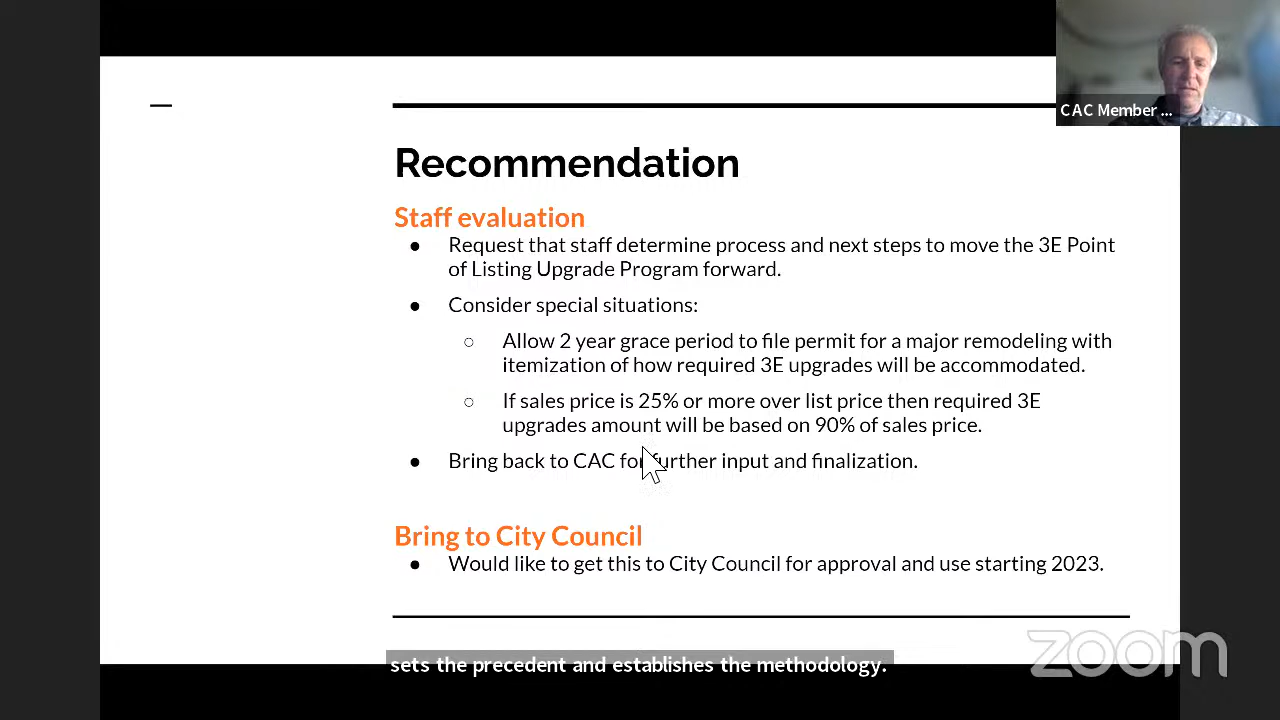 CAC Member ...
Recommendation
Staff evaluation
● Request that staff determine process and next steps to move the 3E Point
of Listing Upgrade Program forward.
● Consider special situations:
○ Allow 2 year grace period to file permit for a major remodeling with
itemization of how required 3E upgrades will be accommodated.
○ If sales price is 25% or more over list price then required 3E
upgrades amount will be based on 90% of sales price.
● Bring back to CAC for further input and finalization.
Bring to City Council
● Would like to get this to City Council for approval and use starting 2023.
zoom
sets the precedent and establishes the methodology.